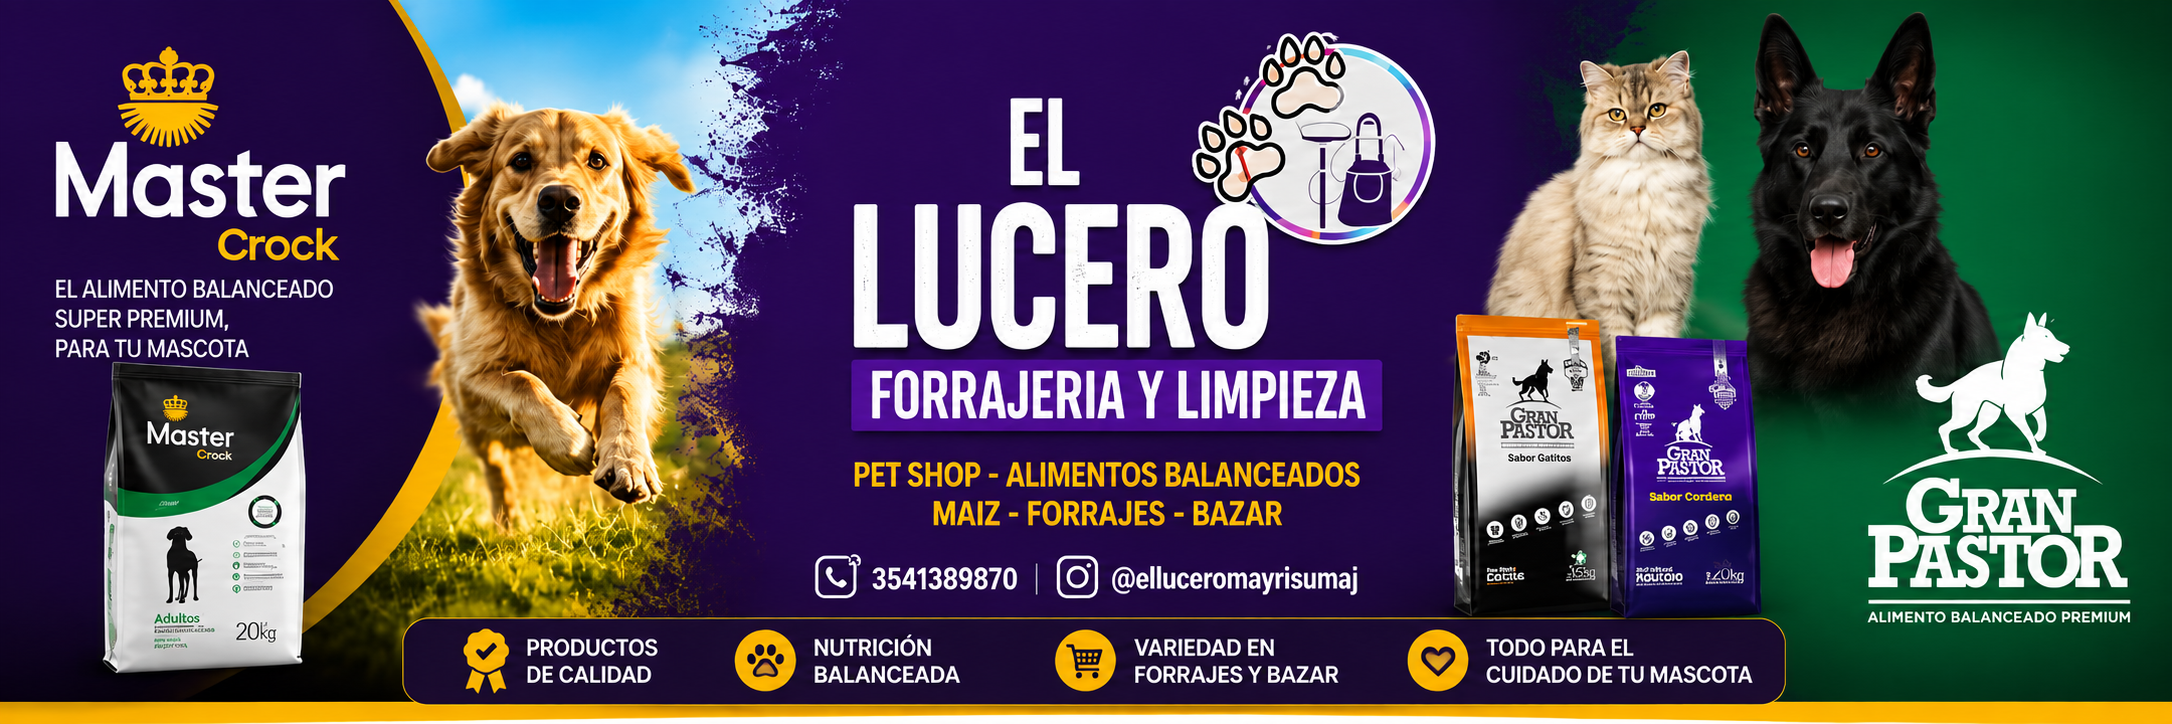 Master
Crock
EL ALIMENTO BALANCEADO
SUPER PREMIUM,
PARA TU MASCOTA
Master
Crock
Adultos
20kg
EL
LUCERO
FORRAJERIA Y LIMPIEZA
PET SHOP - ALIMENTOS BALANCEADOS
MAIZ - FORRAJES - BAZAR
3541389870
@elluceromayrisumaj
GRAN
PASTOR
Sabor Gatitos
GRAN
PASTOR
Sabor Cordero
GRAN
PASTOR
ALIMENTO BALANCEADO PREMIUM
PRODUCTOS
DE CALIDAD
NUTRICIÓN
BALANCEADA
VARIEDAD EN
FORRAJES Y BAZAR
TODO PARA EL
CUIDADO DE TU MASCOTA